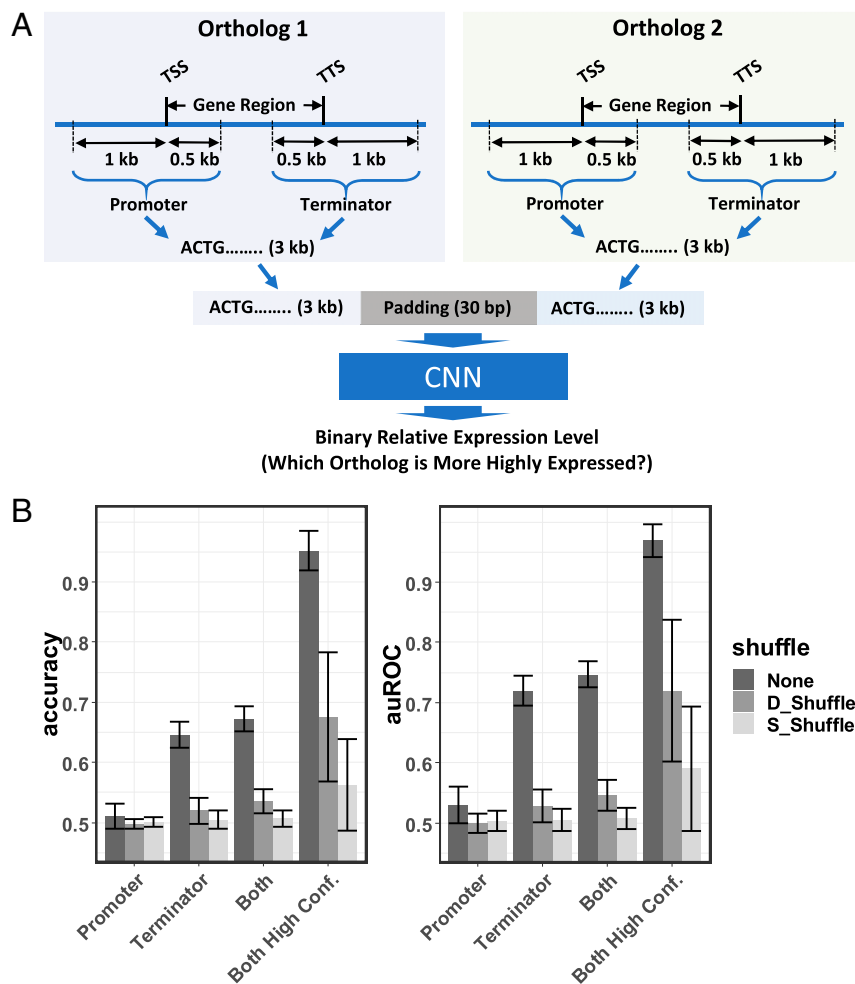 A
Ortholog 1
TSS
TTS
Gene Region
1 kb
0.5 kb
0.5 kb
1 kb
Promoter
Terminator
ACTG…….. (3 kb)
Ortholog 2
TSS
TTS
Gene Region
1 kb
0.5 kb
0.5 kb
1 kb
Promoter
Terminator
ACTG…….. (3 kb)
ACTG…….. (3 kb)
Padding (30 bp)
ACTG…….. (3 kb)
CNN
Binary Relative Expression Level
(Which Ortholog is More Highly Expressed?)
B
accuracy
0.9
0.8
0.7
0.6
0.5
Promoter
Terminator
Both
Both High Conf.
auROC
0.9
0.8
0.7
0.6
0.5
Promoter
Terminator
Both
Both High Conf.
shuffle
None
D_Shuffle
S_Shuffle